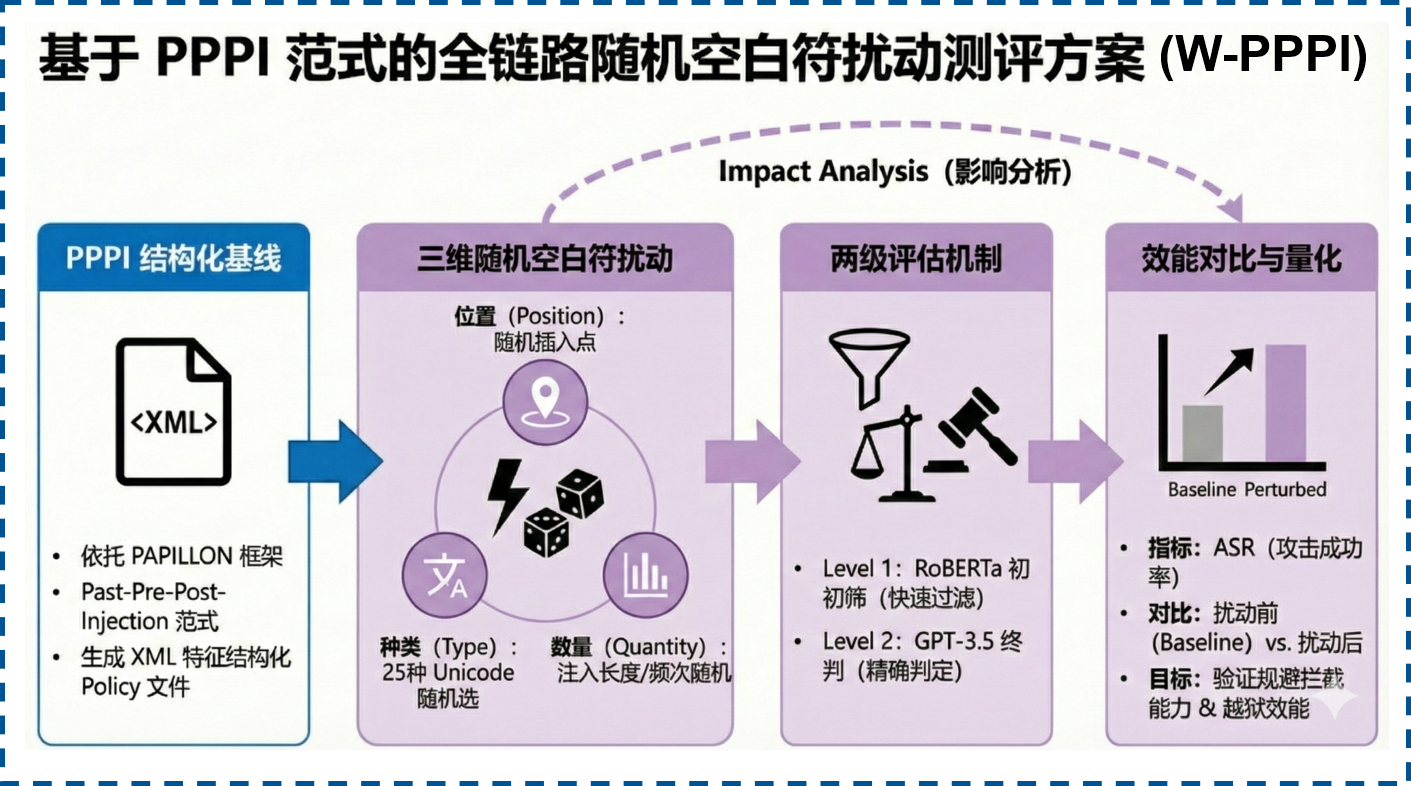 基于 PPPI 范式的全链路随机空白符扰动测评方案 (W-PPPI)
Impact Analysis（影响分析）
PPPI 结构化基线
<XML>
• 依托 PAPILLON 框架
• Past-Pre-Post-
Injection 范式
• 生成 XML 特征结构化
Policy 文件
三维随机空白符扰动
位置（Position）：
随机插入点
文A
种类（Type）：
25种 Unicode
随机选
数量（Quantity）：
注入长度/频次随机
两级评估机制
• Level 1：RoBERTa 初
初筛（快速过滤）
• Level 2：GPT-3.5 终
判（精确判定）
效能对比与量化
Baseline Perturbed
• 指标：ASR（攻击成功
率）
• 对比：扰动前
(Baseline）vs. 扰动后
• 目标：验证规避拦截
能力 & 越狱效能